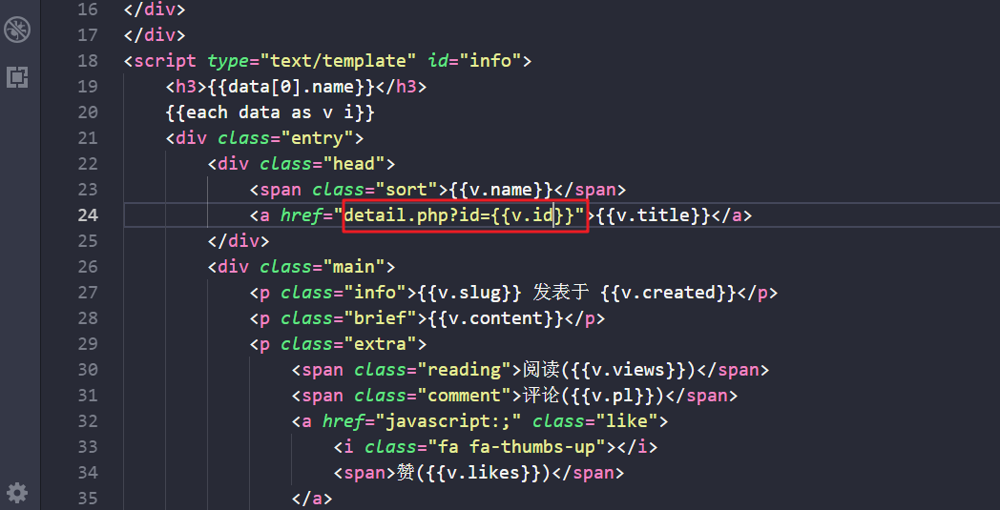 16 </div>
17 </div>
18 <script type="text/template" id="info">
19 <h3>{{data[0].name}}</h3>
20 {{each data as v i}}
21 <div class="entry">
22 <div class="head">
23 <span class="sort">{{v.name}}</span>
24 <a href="detail.php?id={{v.id}}">{{v.title}}</a>
25 </div>
26 <div class="main">
27 <p class="info">{{v.slug}} 发表于 {{v.created}}</p>
28 <p class="brief">{{v.content}}</p>
29 <p class="extra">
30 <span class="reading">阅读({{v.views}})</span>
31 <span class="comment">评论({{v.pl}})</span>
32 <a href="javascript:;" class="like">
33 <i class="fa fa-thumbs-up"></i>
34 <span>赞({{v.likes}})</span>
35 </a>